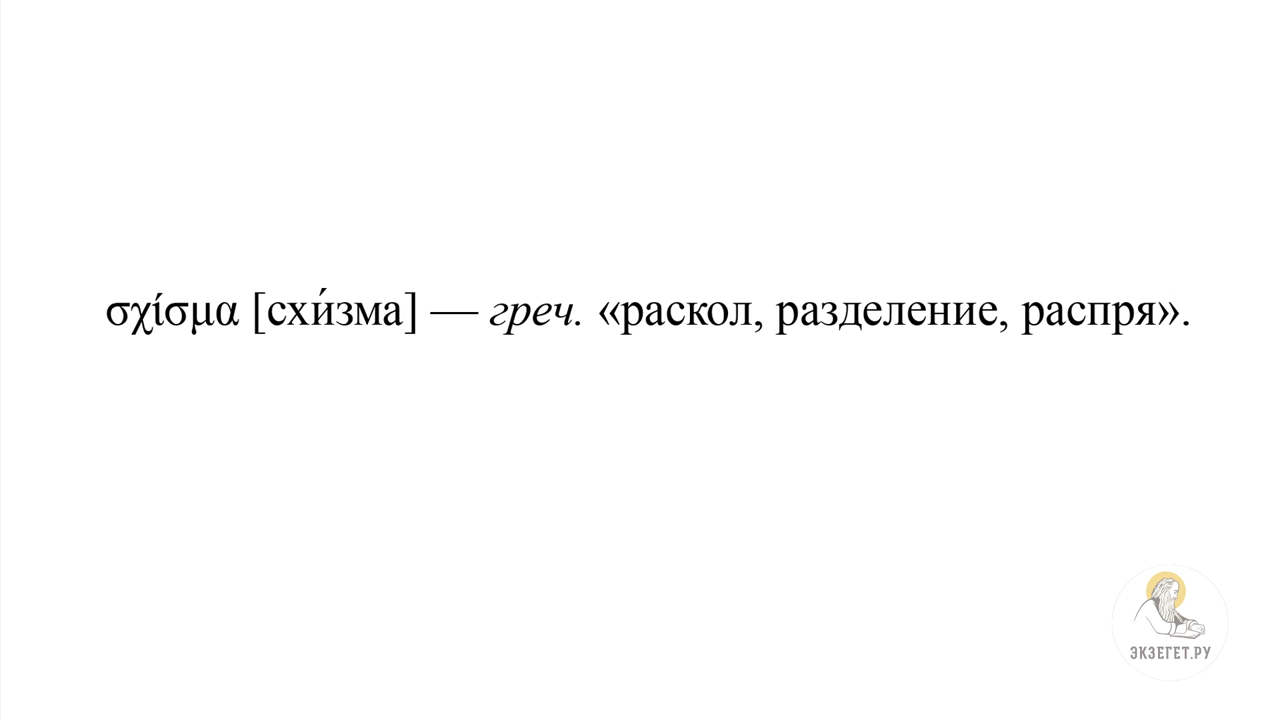 σχίσμα [схи́зма] — греч. «раскол, разделение, распря».
ЭКЗЕГЕТ.РУ